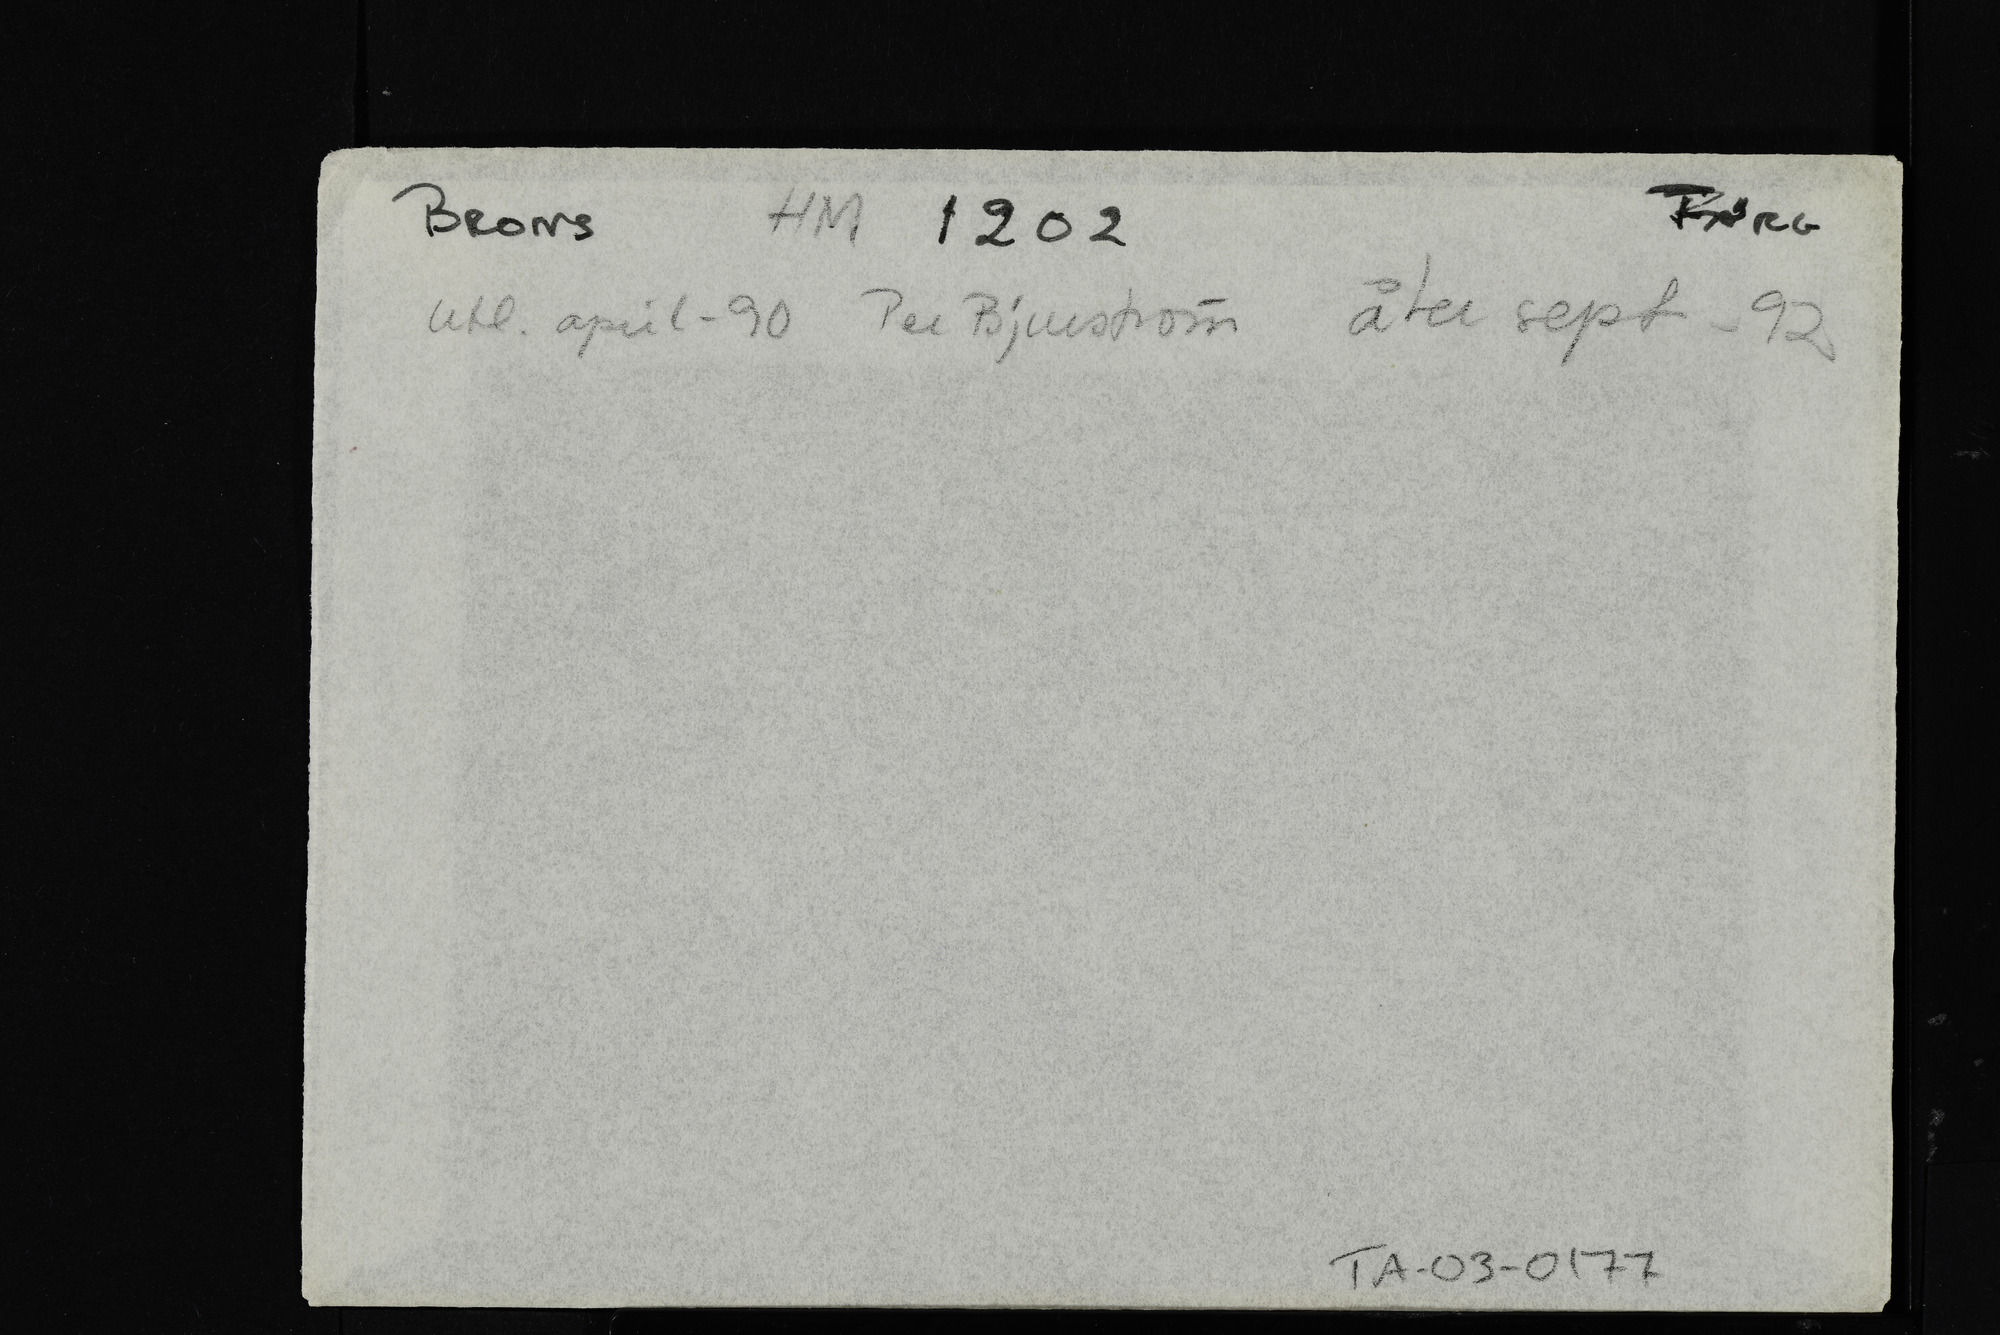 BRONS HM 1202 FÄRG
utl. april-90 Per Bjurström åter sept -92
TA-03-0177